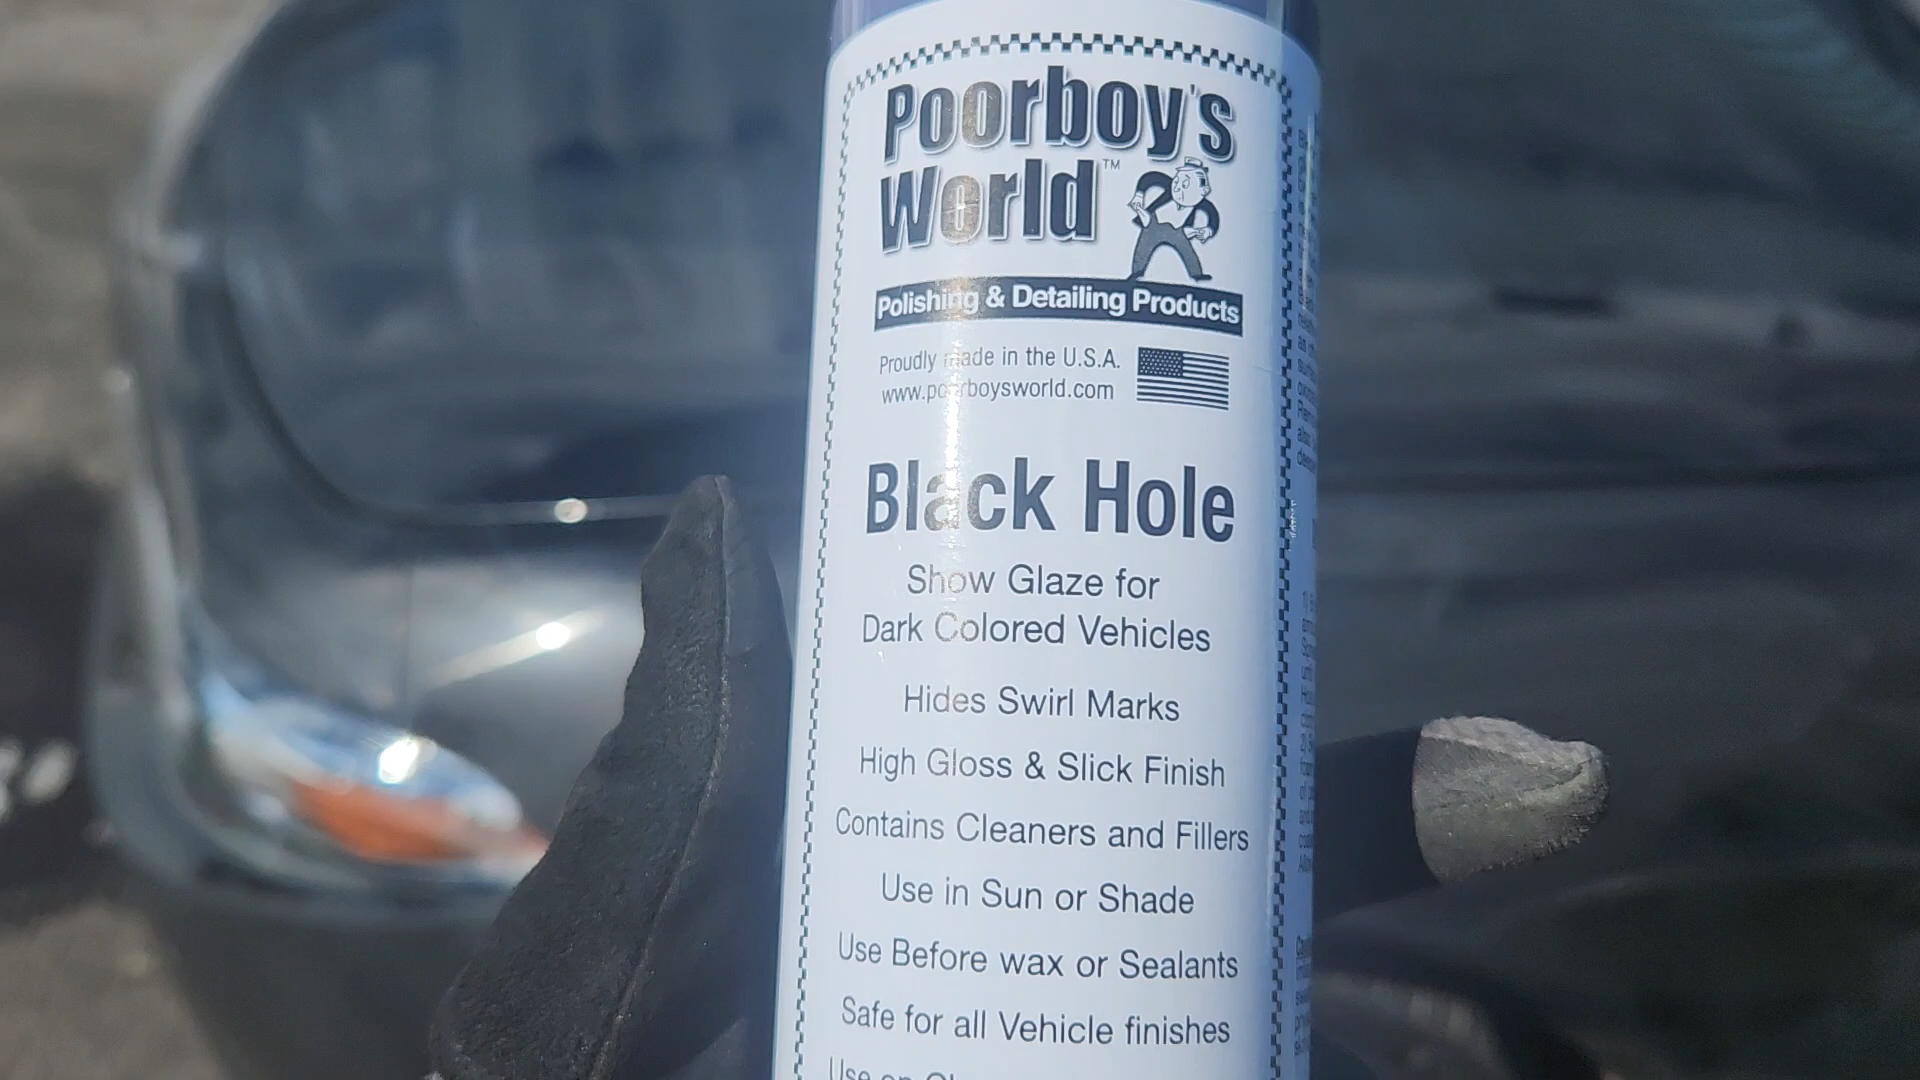 Poorboy's
World™
Polishing & Detailing Products
Proudly made in the U.S.A.
www.poorboysworld.com
Black Hole
Show Glaze for
Dark Colored Vehicles
Hides Swirl Marks
High Gloss & Slick Finish
Contains Cleaners and Fillers
Use in Sun or Shade
Use Before wax or Sealants
Safe for all Vehicle finishes
Use on